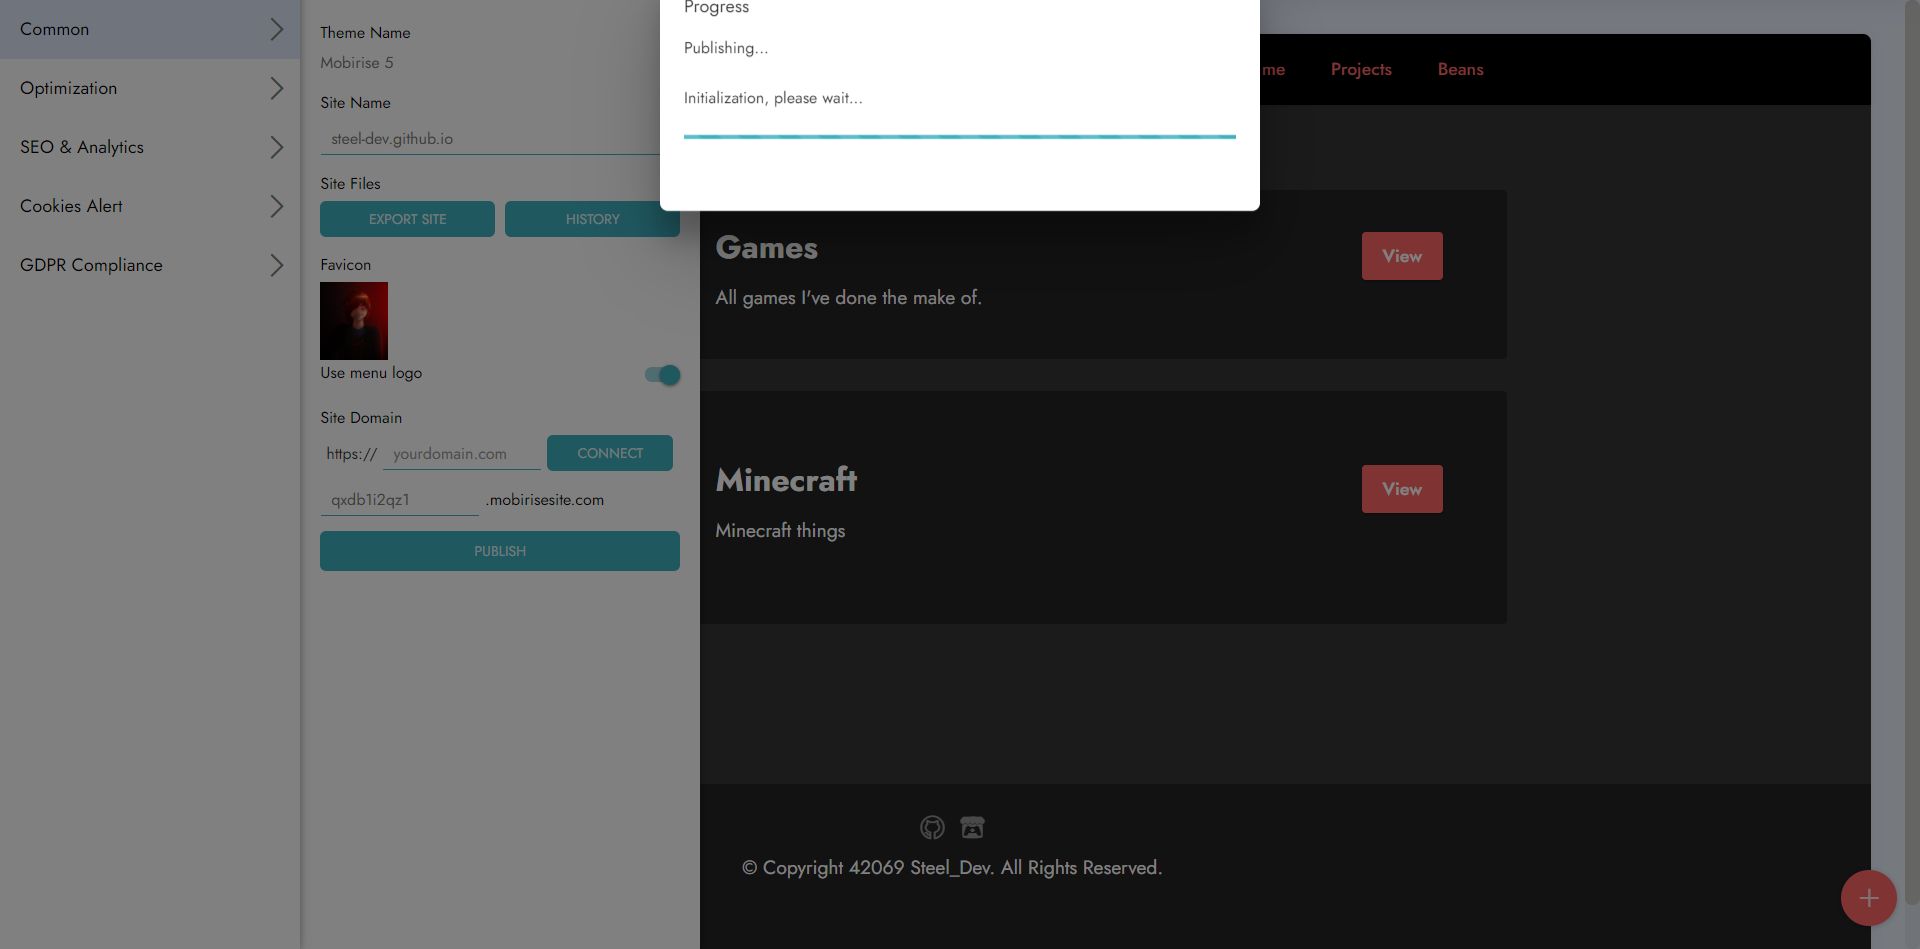 Common
Optimization
SEO & Analytics
Cookies Alert
GDPR Compliance
Theme Name
Mobirise 5
Site Name
steel-dev.github.io
Site Files
EXPORT SITE
HISTORY
Favicon
Use menu logo
Site Domain
https:// yourdomain.com CONNECT
qxdb1i2qz1 .mobirisesite.com
PUBLISH
Progress
Publishing...
Initialization, please wait...
me Projects Beans
Games
View
All games I've done the make of.
Minecraft
View
Minecraft things
© Copyright 42069 Steel_Dev. All Rights Reserved.